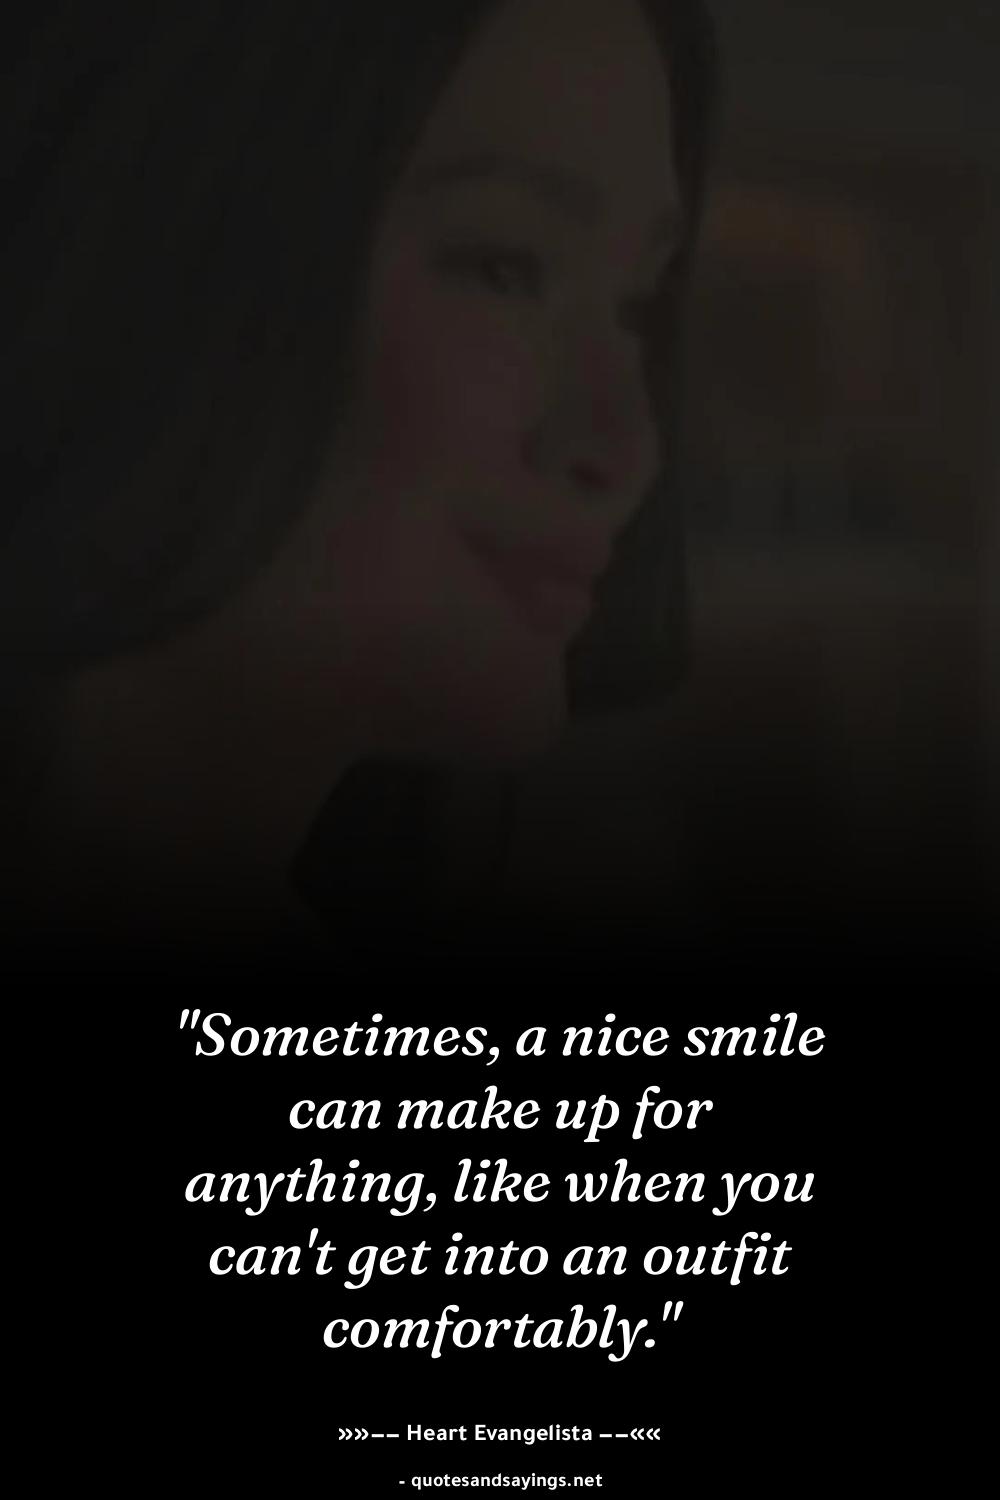 "Sometimes, a nice smile
can make up for
anything, like when you
can't get into an outfit
comfortably."
»»−− Heart Evangelista −−««
- quotesandsayings.net